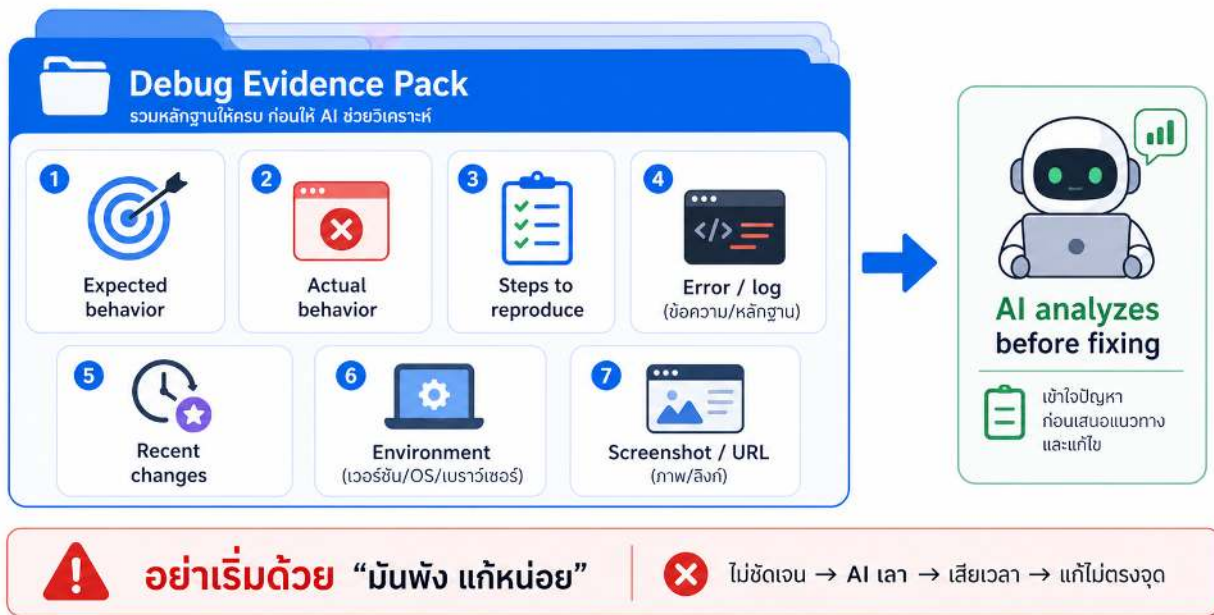 Debug Evidence Pack
รวมหลักฐานให้ครบ ก่อนให้ AI ช่วยวิเคราะห์
1
Expected
behavior
2
Actual
behavior
3
Steps to
reproduce
4
</>
Error / log
(ข้อความ/หลักฐาน)
5
Recent
changes
6
Environment
(เวอร์ชัน/OS/เบราว์เซอร์)
7
Screenshot / URL
(ภาพ/ลิงก์)
AI analyzes
before fixing
เข้าใจปัญหา
ก่อนเสนอแนวทาง
และแก้ไข
อย่าเริ่มด้วย “มันพัง แก้หน่อย”
ไม่ชัดเจน → AI เดา → เสียเวลา → แก้ไม่ตรงจุด